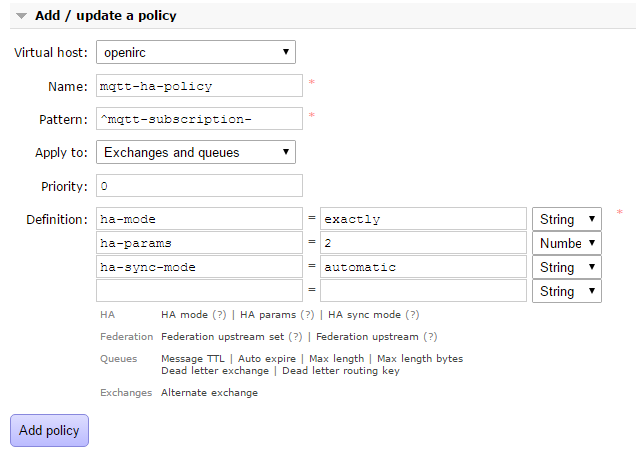 Add / update a policy
Virtual host: openirc
Name: mqtt-ha-policy *
Pattern: ^mqtt-subscription- *
Apply to: Exchanges and queues
Priority: 0
Definition: ha-mode = exactly String *
ha-params = 2 Numbe
ha-sync-mode = automatic String
= String
HA HA mode (?) | HA params (?) | HA sync mode (?)
Federation Federation upstream set (?) | Federation upstream (?)
Queues Message TTL | Auto expire | Max length | Max length bytes
Dead letter exchange | Dead letter routing key
Exchanges Alternate exchange
Add policy